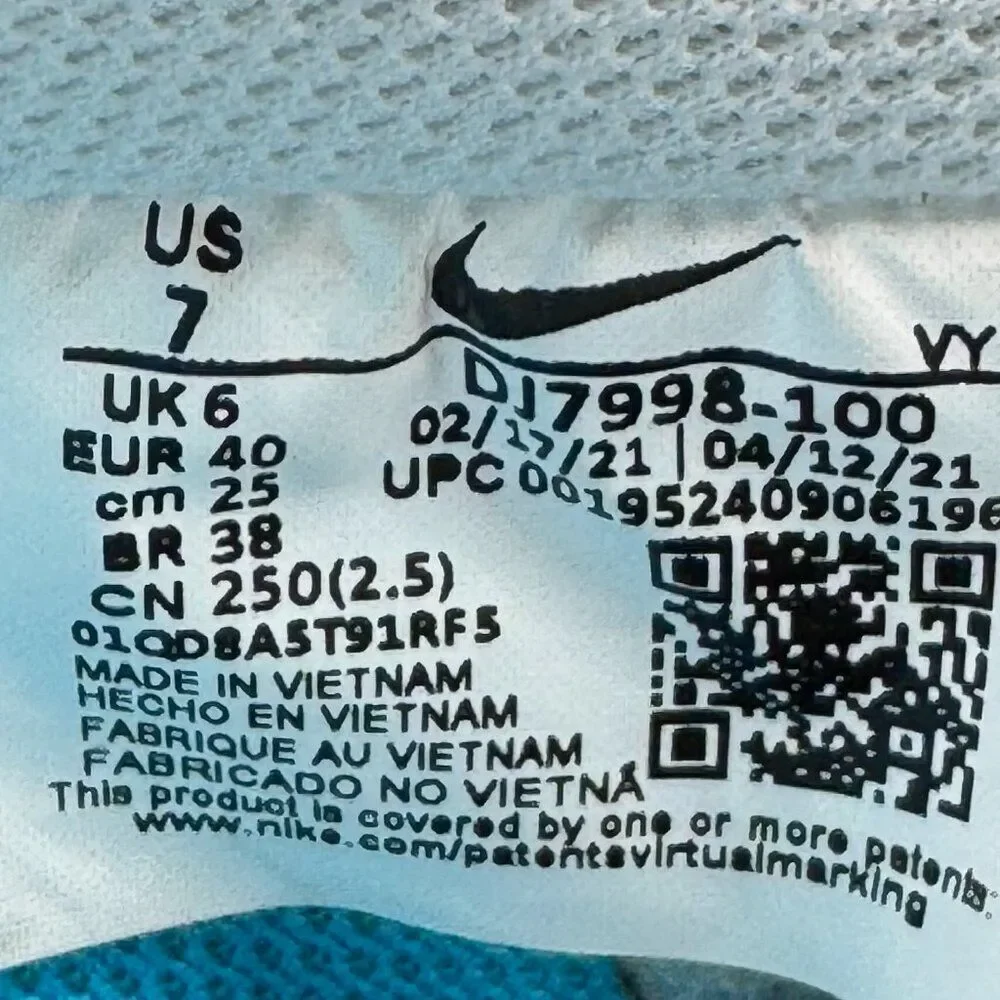 US
7
VY
UK 6
EUR 40
cm 25
BR 38
CN 250(2.5)
DJ7998-100
02/17/21 | 04/12/21
UPC 00195240906196
01QD8A5T91RF5
MADE IN VIETNAM
HECHO EN VIETNAM
FABRIQUE AU VIETNAM
FABRICADO NO VIETNÃ
This product is covered by one or more patents.
www.nike.com/patentsvirtualmarking